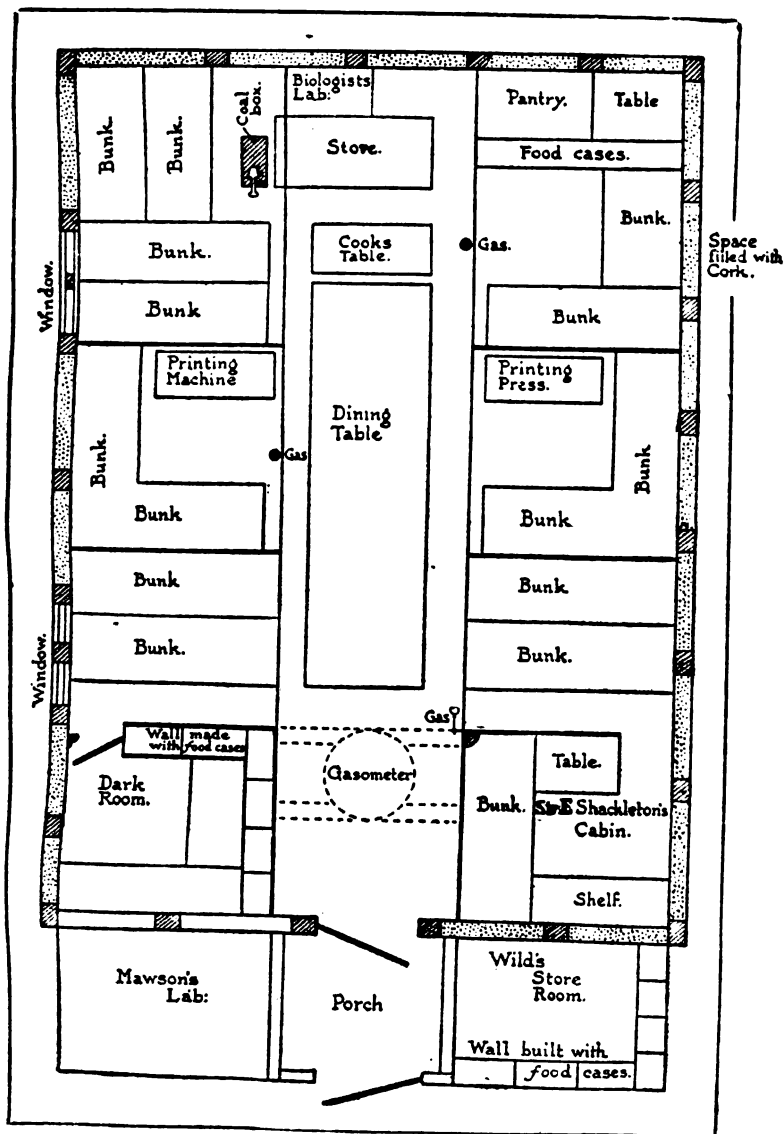 Biologists
Lab:
Coal
box.
Bunk.
Bunk.
Stove.
Pantry.
Table
Food cases.
Bunk.
Cooks
Table.
Gas.
Bunk.
Space
filled with
Cork.
Window.
Bunk
Bunk
Printing
Machine
Printing
Press.
Dining
Table
Bunk.
Gas
Bunk
Bunk
Bunk
Bunk
Bunk
Bunk.
Bunk.
Window.
Gas
Wall made
with food cases
Gasometer
Dark
Room.
Table.
Bunk.
Sir E Shackleton's
Cabin.
Shelf.
Mawson's
Lab:
Porch
Wild's
Store
Room.
Wall built with
food cases.